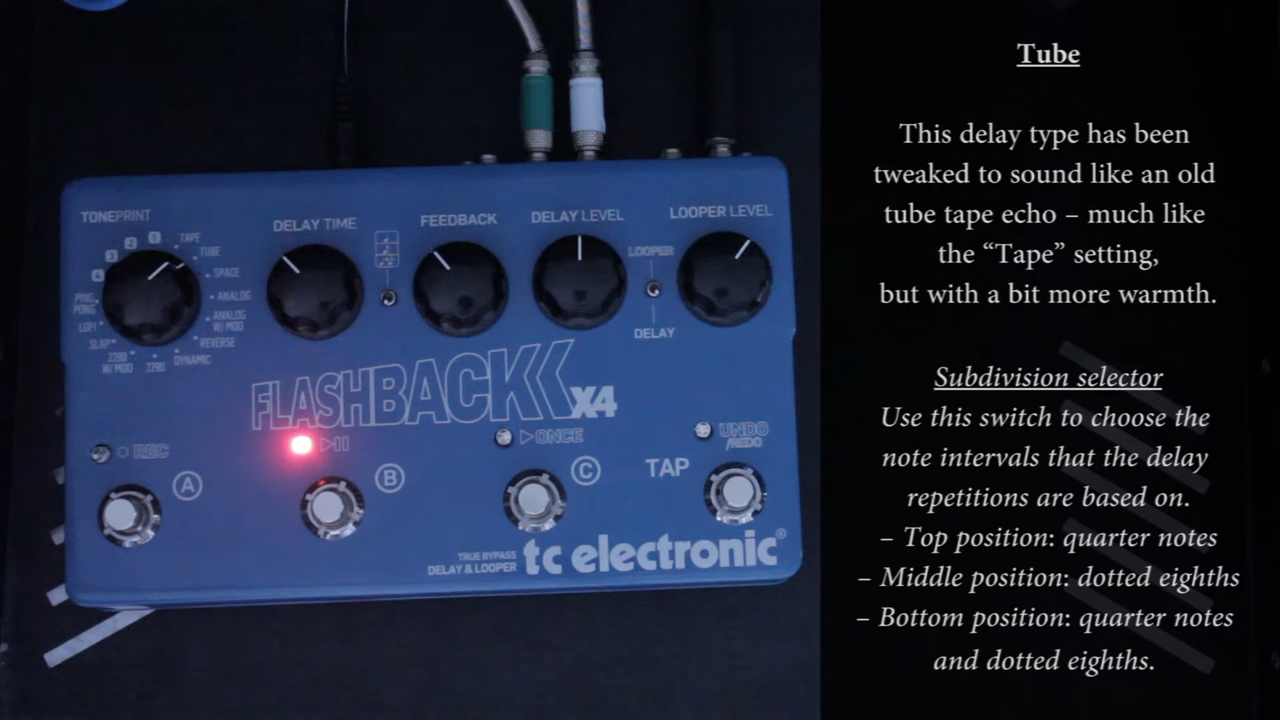 TONEPRINT
1
2
3
4
TAPE
TUBE
SPACE
ANALOG
ANALOG
W/ MOD
REVERSE
DYNAMIC
2290
2290
W/ MOD
SLAP
LOFI
PING
PONG
DELAY TIME
FEEDBACK
DELAY LEVEL
LOOPER
DELAY
LOOPER LEVEL
FLASHBACK
X4
REC
A
B
ONCE
C
UNDO
/REDO
TAP
TRUE BYPASS
DELAY & LOOPER
tc electronic®
Tube
This delay type has been
tweaked to sound like an old
tube tape echo – much like
the “Tape” setting,
but with a bit more warmth.
Subdivision selector
Use this switch to choose the
note intervals that the delay
repetitions are based on.
– Top position: quarter notes
– Middle position: dotted eighths
– Bottom position: quarter notes
and dotted eighths.